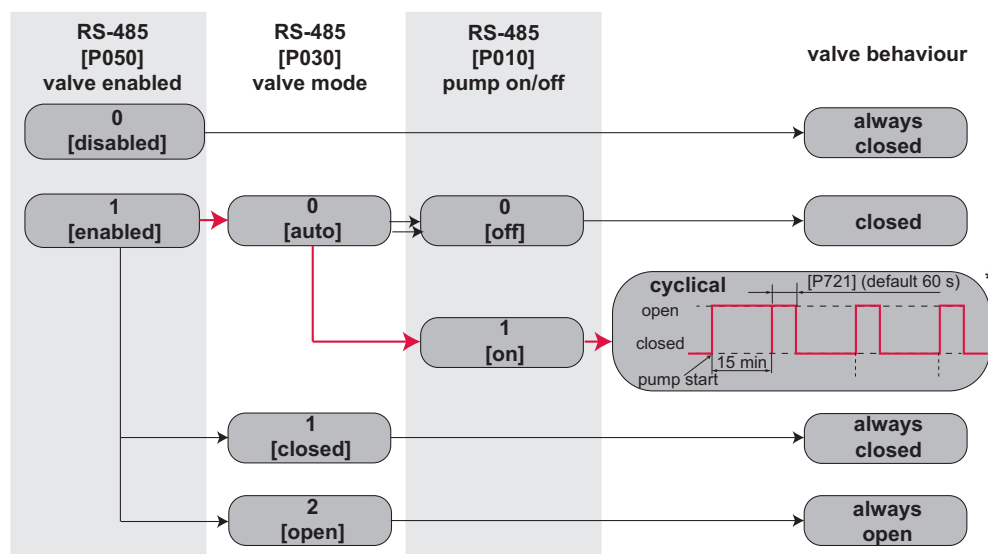 RS-485
[P050]
valve enabled
RS-485
[P030]
valve mode
RS-485
[P010]
pump on/off
valve behaviour
0
[disabled]
always
closed
1
[enabled]
0
[auto]
0
[off]
closed
cyclical
[P721] (default 60 s)
*
open
closed
15 min
pump start
1
[on]
1
[closed]
always
closed
2
[open]
always
open